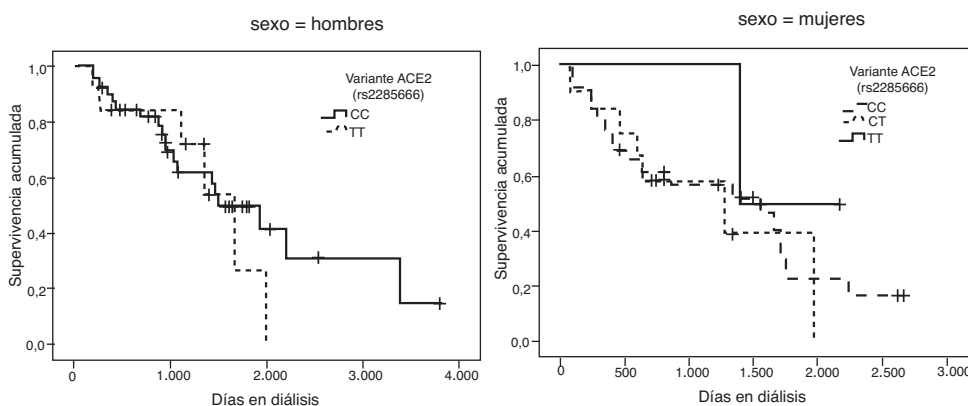 sexo = hombres
Supervivencia acumulada
1,0
0,8
0,6
0,4
0,2
0,0
Variante ACE2
(rs2285666)
CC
TT
0
1.000
2.000
3.000
4.000
Días en diálisis
sexo = mujeres
Supervivencia acumulada
1,0
0,8
0,6
0,4
0,2
0,0
Variante ACE2
(rs2285666)
CC
CT
TT
0
500
1.000
1.500
2.000
2.500
3.000
Días en diálisis